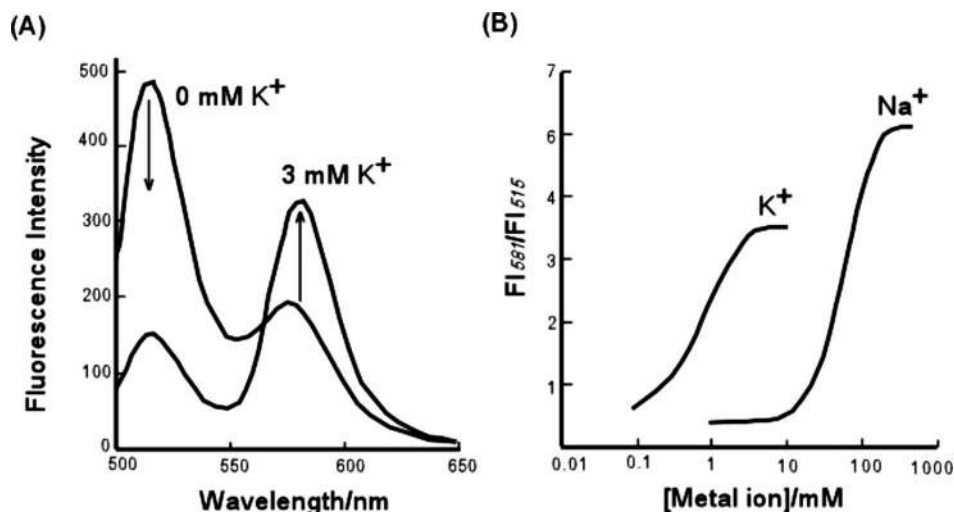 (A)
500
400
300
200
100
0
Fluorescence Intensity
0 mM K⁺
3 mM K⁺
500
550
600
650
Wavelength/nm
(B)
7
6
5
4
3
2
1
FI₅₈₁/FI₅₁₅
K⁺
Na⁺
0.01
0.1
1
10
100
1000
[Metal ion]/mM